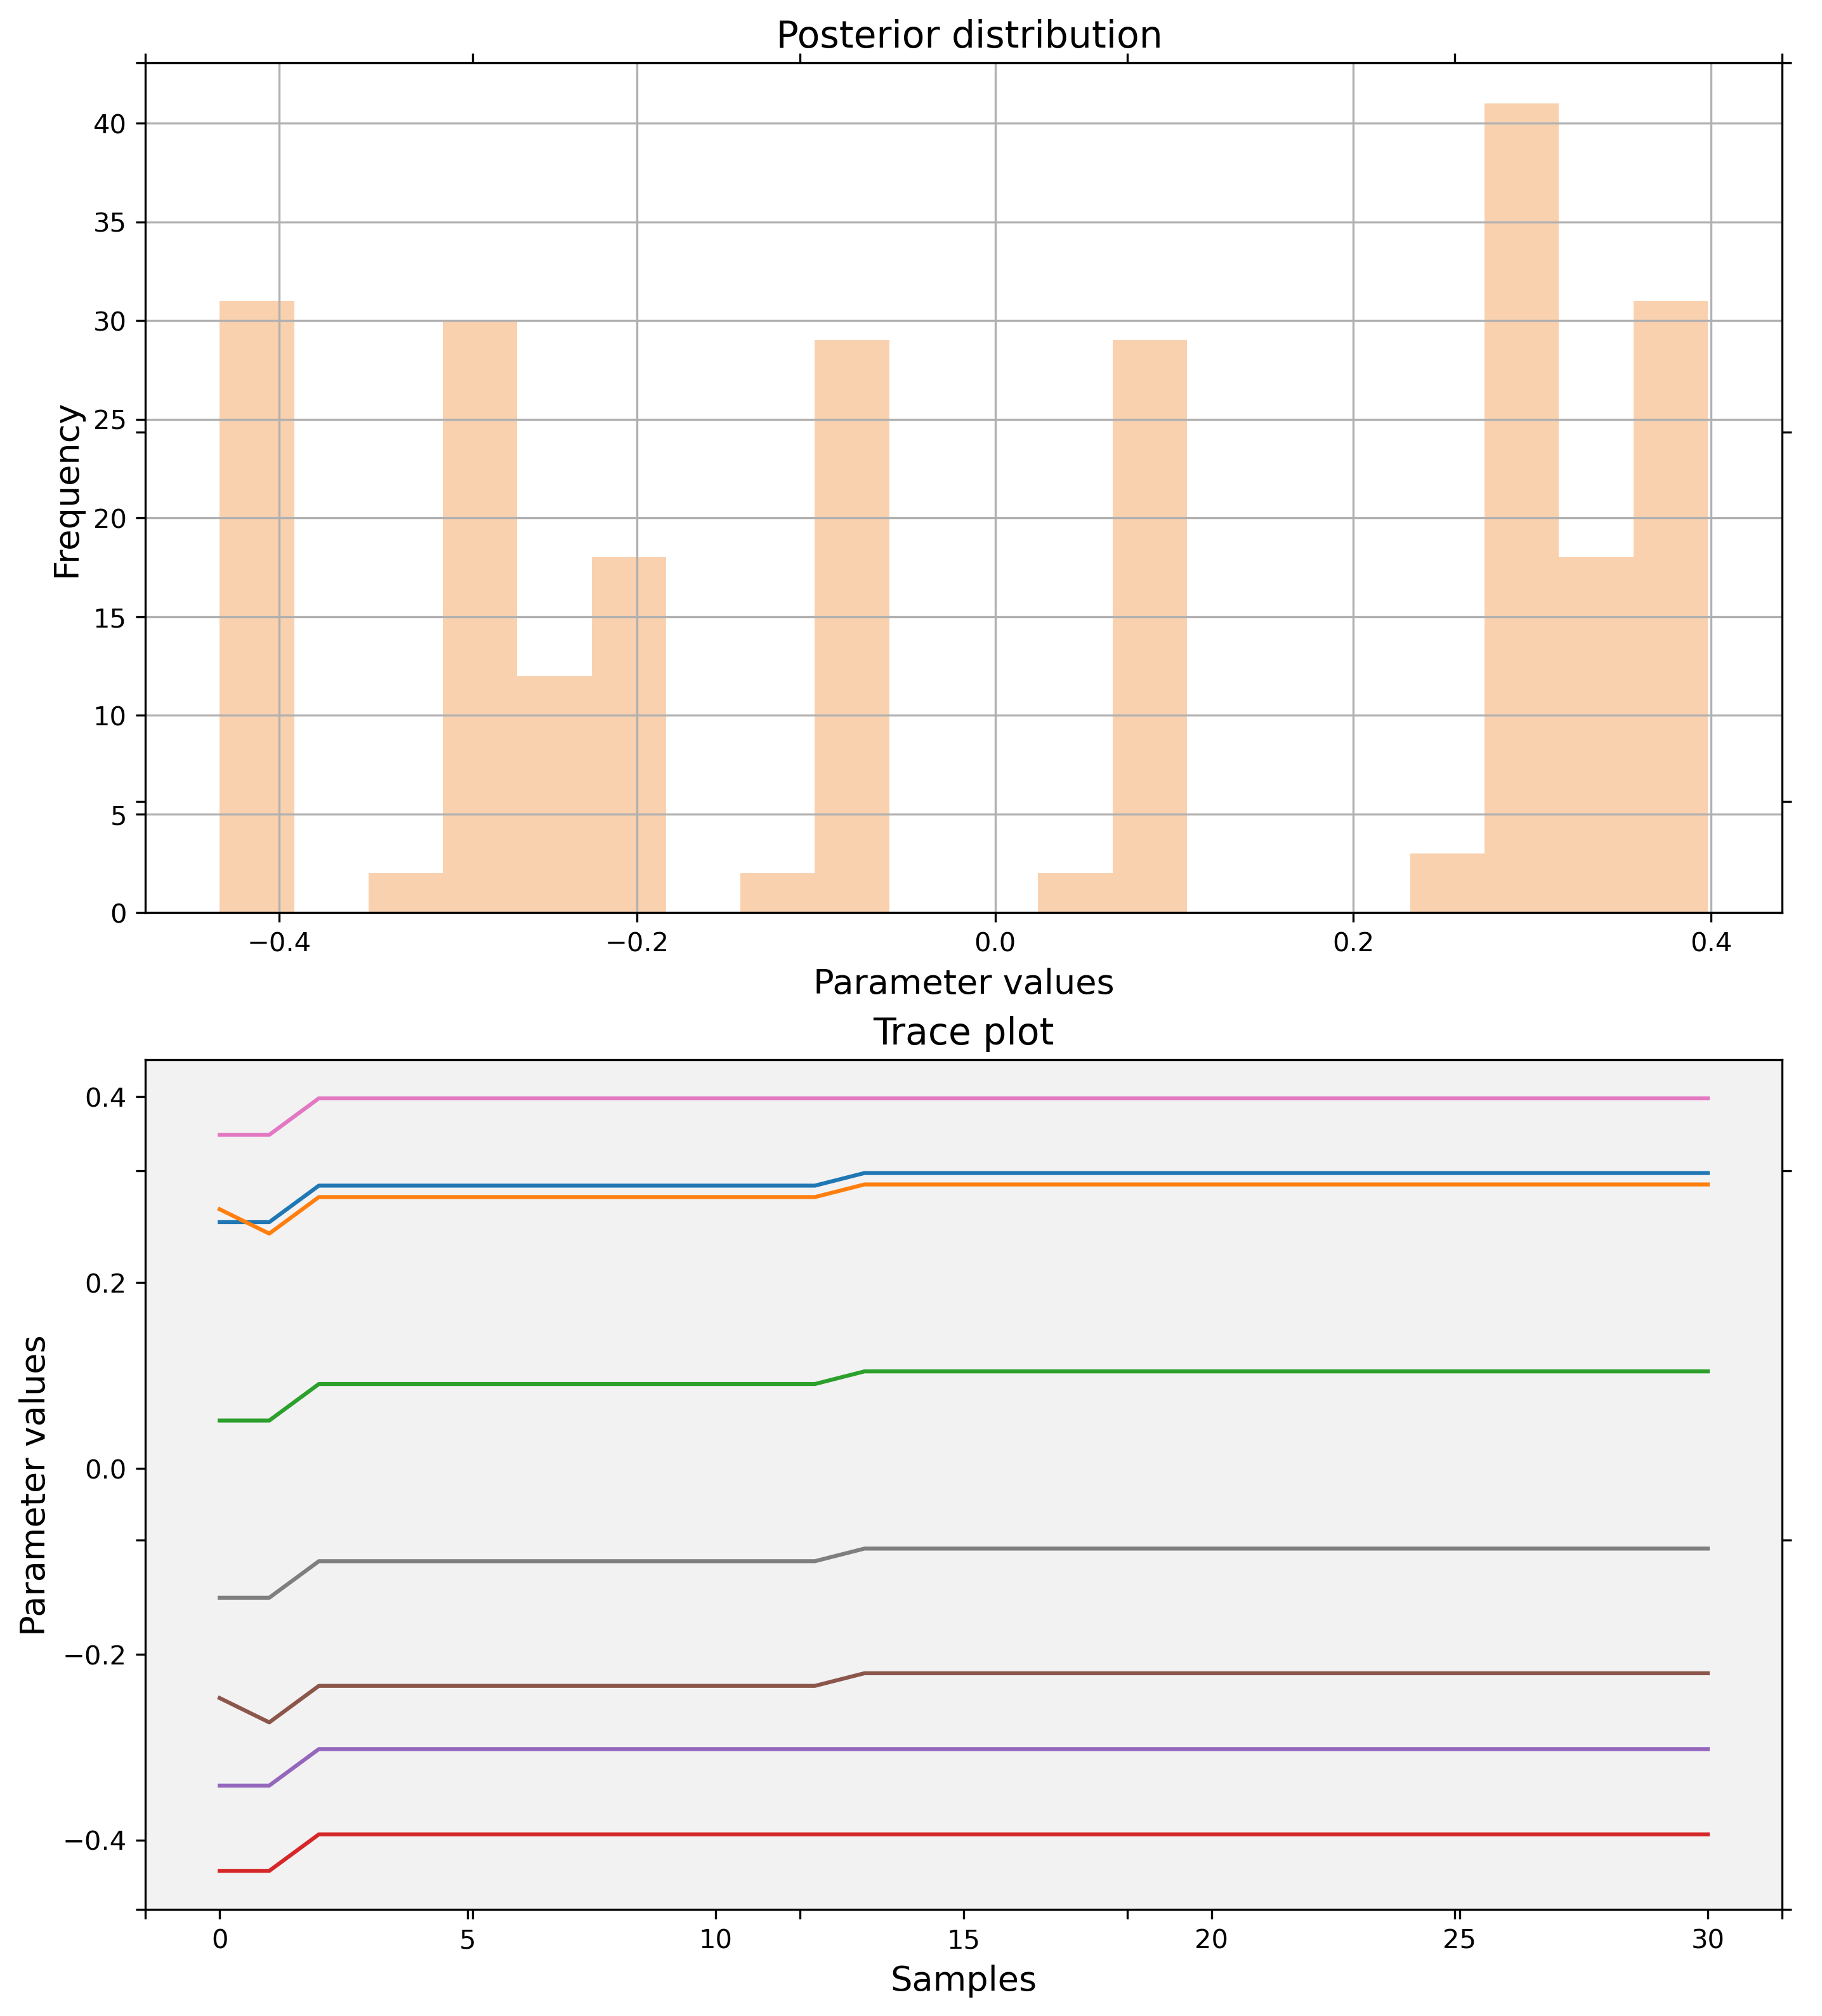 Posterior distribution
40
35
30
25
20
15
10
5
0
Frequency
−0.4 −0.2 0.0 0.2 0.4
Parameter values
Trace plot
0.4
0.2
0.0
−0.2
−0.4
Parameter values
0 5 10 15 20 25 30
Samples